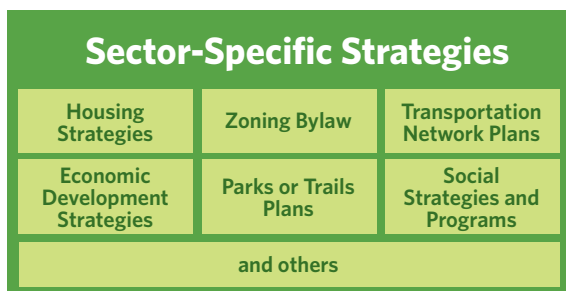 Sector-Specific Strategies
Housing
Strategies
Zoning Bylaw
Transportation
Network Plans
Economic
Development
Strategies
Parks or Trails
Plans
Social
Strategies and
Programs
and others